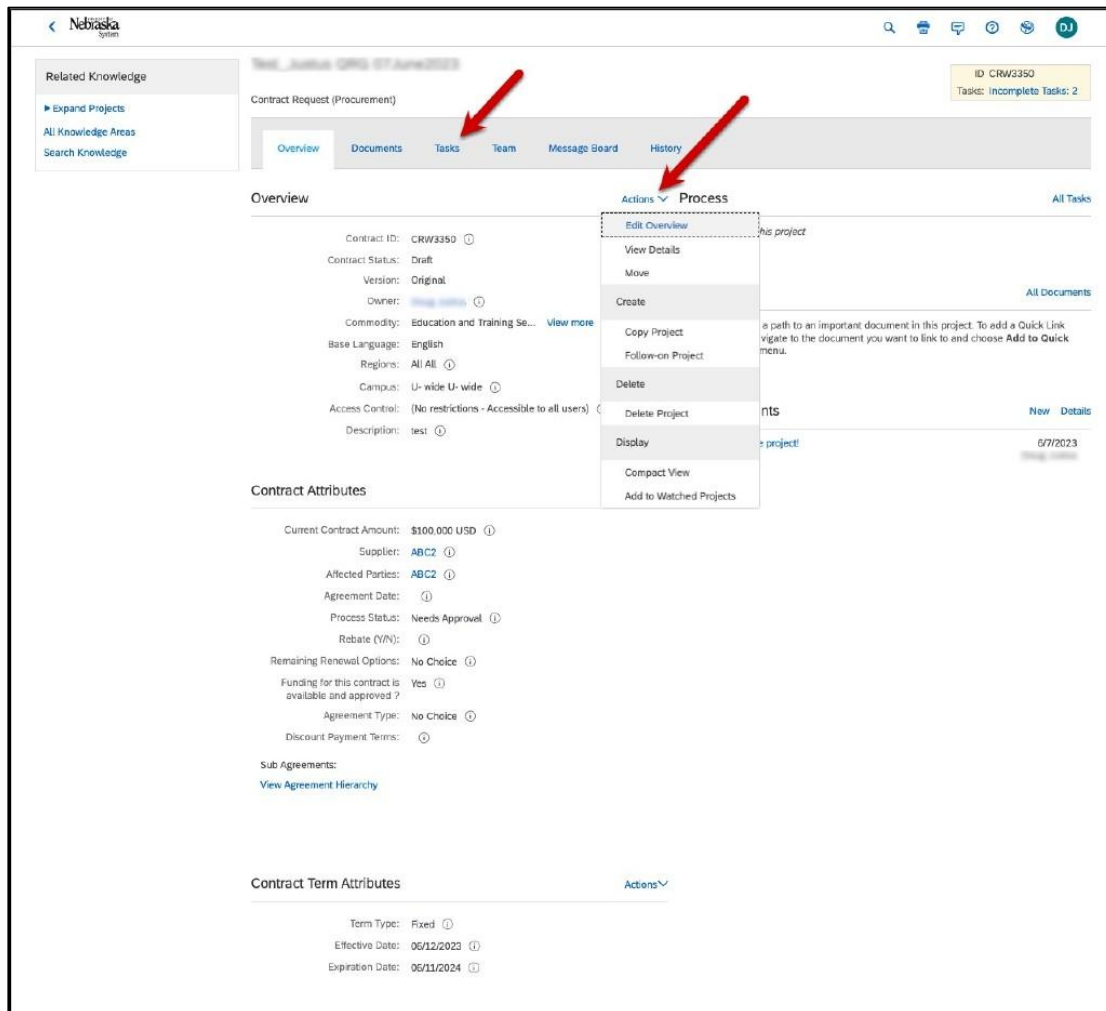 Nebraska
System
DJ
Related Knowledge
Expand Projects
All Knowledge Areas
Search Knowledge
Contract Request (Procurement)
ID CRW3350
Tasks: Incomplete Tasks: 2
Overview Documents Tasks Team Message Board History
Overview
Actions
Contract ID: CRW3350
Contract Status: Draft
Version: Original
Owner:
Commodity: Education and Training Se... View more
Base Language: English
Regions: All All
Campus: U- wide U- wide
Access Control: (No restrictions - Accessible to all users)
Description: test
Edit Overview
View Details
Move
Create
Copy Project
Follow-on Project
Delete
Delete Project
Display
Compact View
Add to Watched Projects
Process
All Tasks
this project
All Documents
a path to an important document in this project. To add a Quick Link
vigate to the document you want to link to and choose Add to Quick
menu.
nts
New Details
e project!
6/7/2023
Contract Attributes
Current Contract Amount: $100,000 USD
Supplier: ABC2
Affected Parties: ABC2
Agreement Date:
Process Status: Needs Approval
Rebate (Y/N):
Remaining Renewal Options: No Choice
Funding for this contract is Yes
available and approved ?
Agreement Type: No Choice
Discount Payment Terms:
Sub Agreements:
View Agreement Hierarchy
Contract Term Attributes
Actions
Term Type: Fixed
Effective Date: 06/12/2023
Expiration Date: 06/11/2024